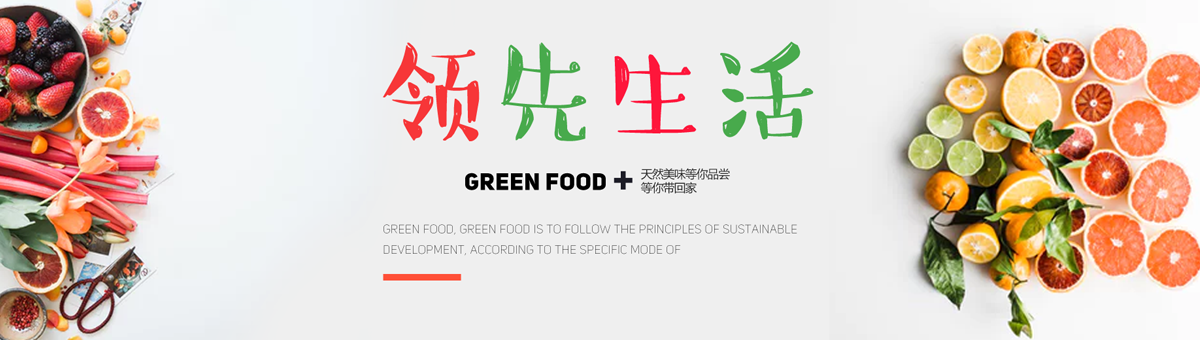 领先生活
GREEN FOOD + 天然美味等你品尝
等你带回家
GREEN FOOD, GREEN FOOD IS TO FOLLOW THE PRINCIPLES OF SUSTAINABLE
DEVELOPMENT, ACCORDING TO THE SPECIFIC MODE OF